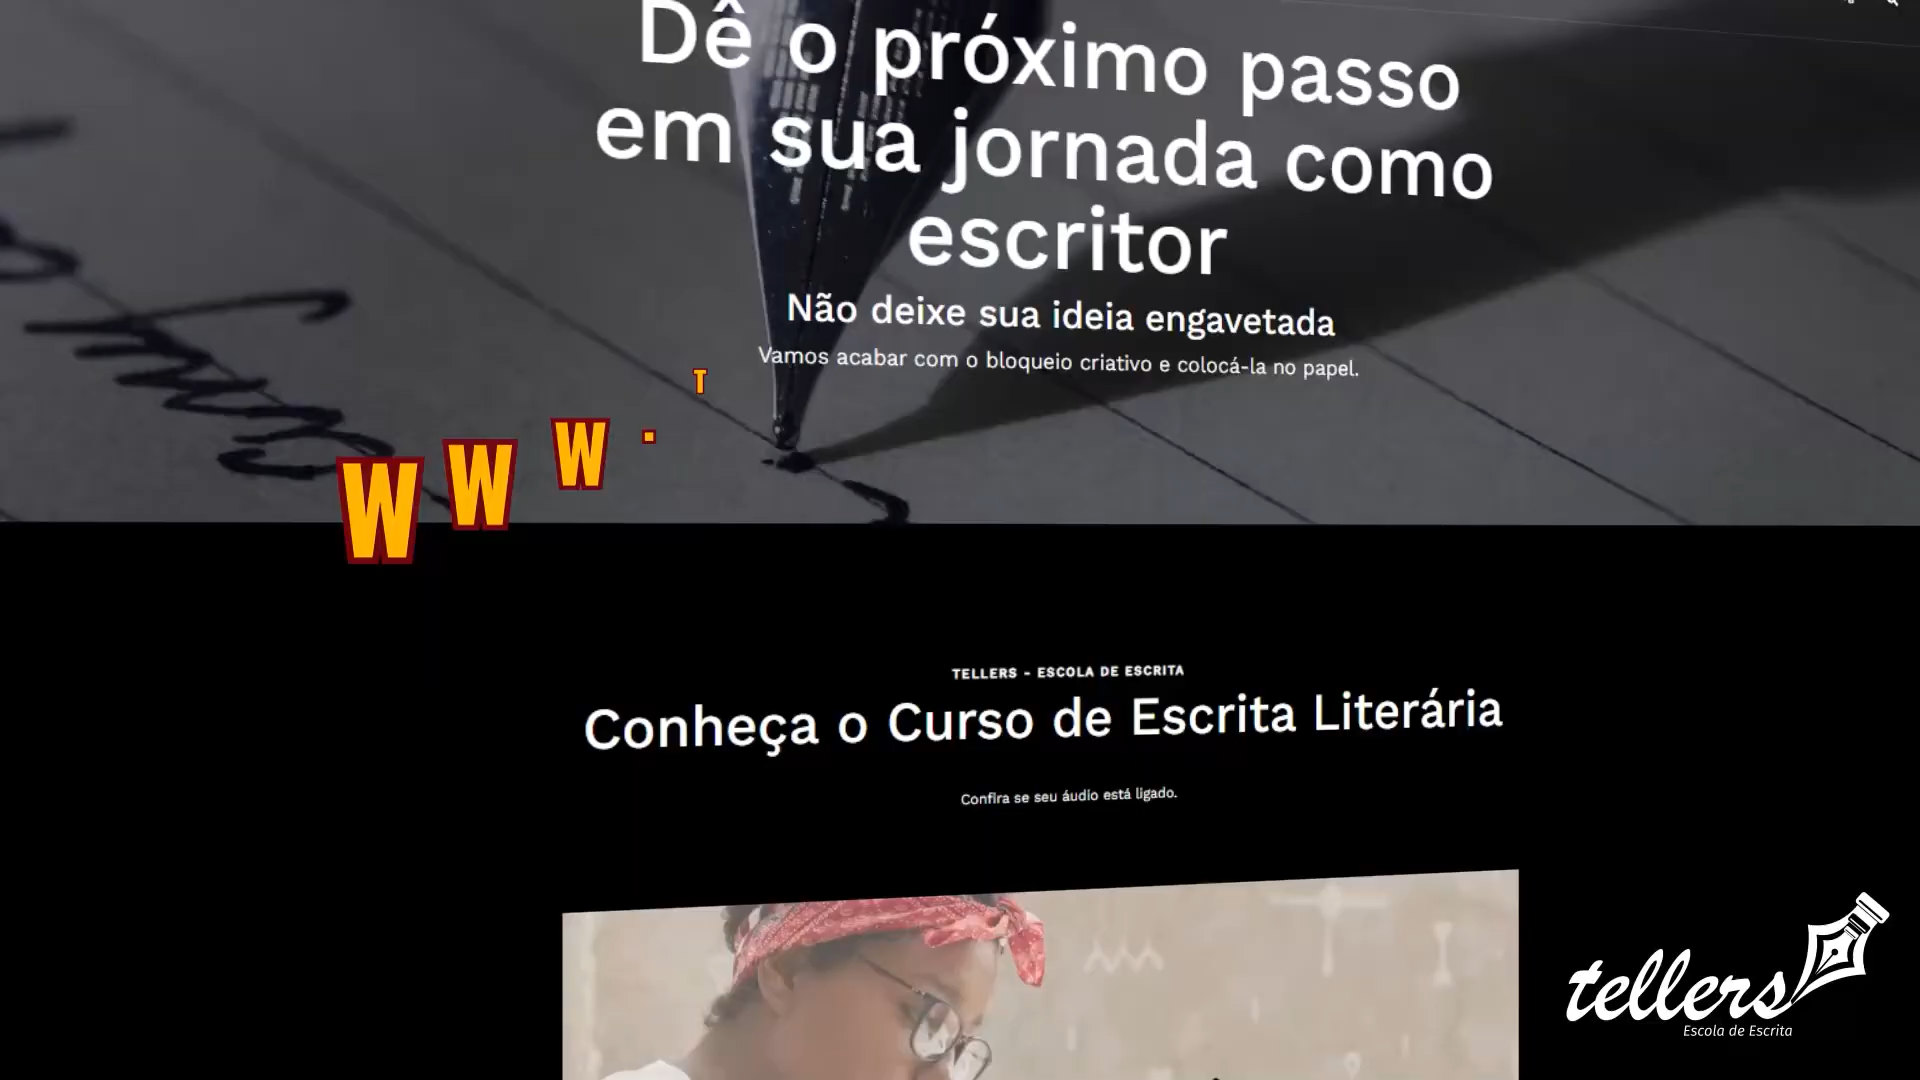 Dê o próximo passo
em sua jornada como
escritor
Não deixe sua ideia engavetada
Vamos acabar com o bloqueio criativo e colocá-la no papel.
WWW.T
TELLERS - ESCOLA DE ESCRITA
Conheça o Curso de Escrita Literária
Confira se seu áudio está ligado.
tellers
Escola de Escrita